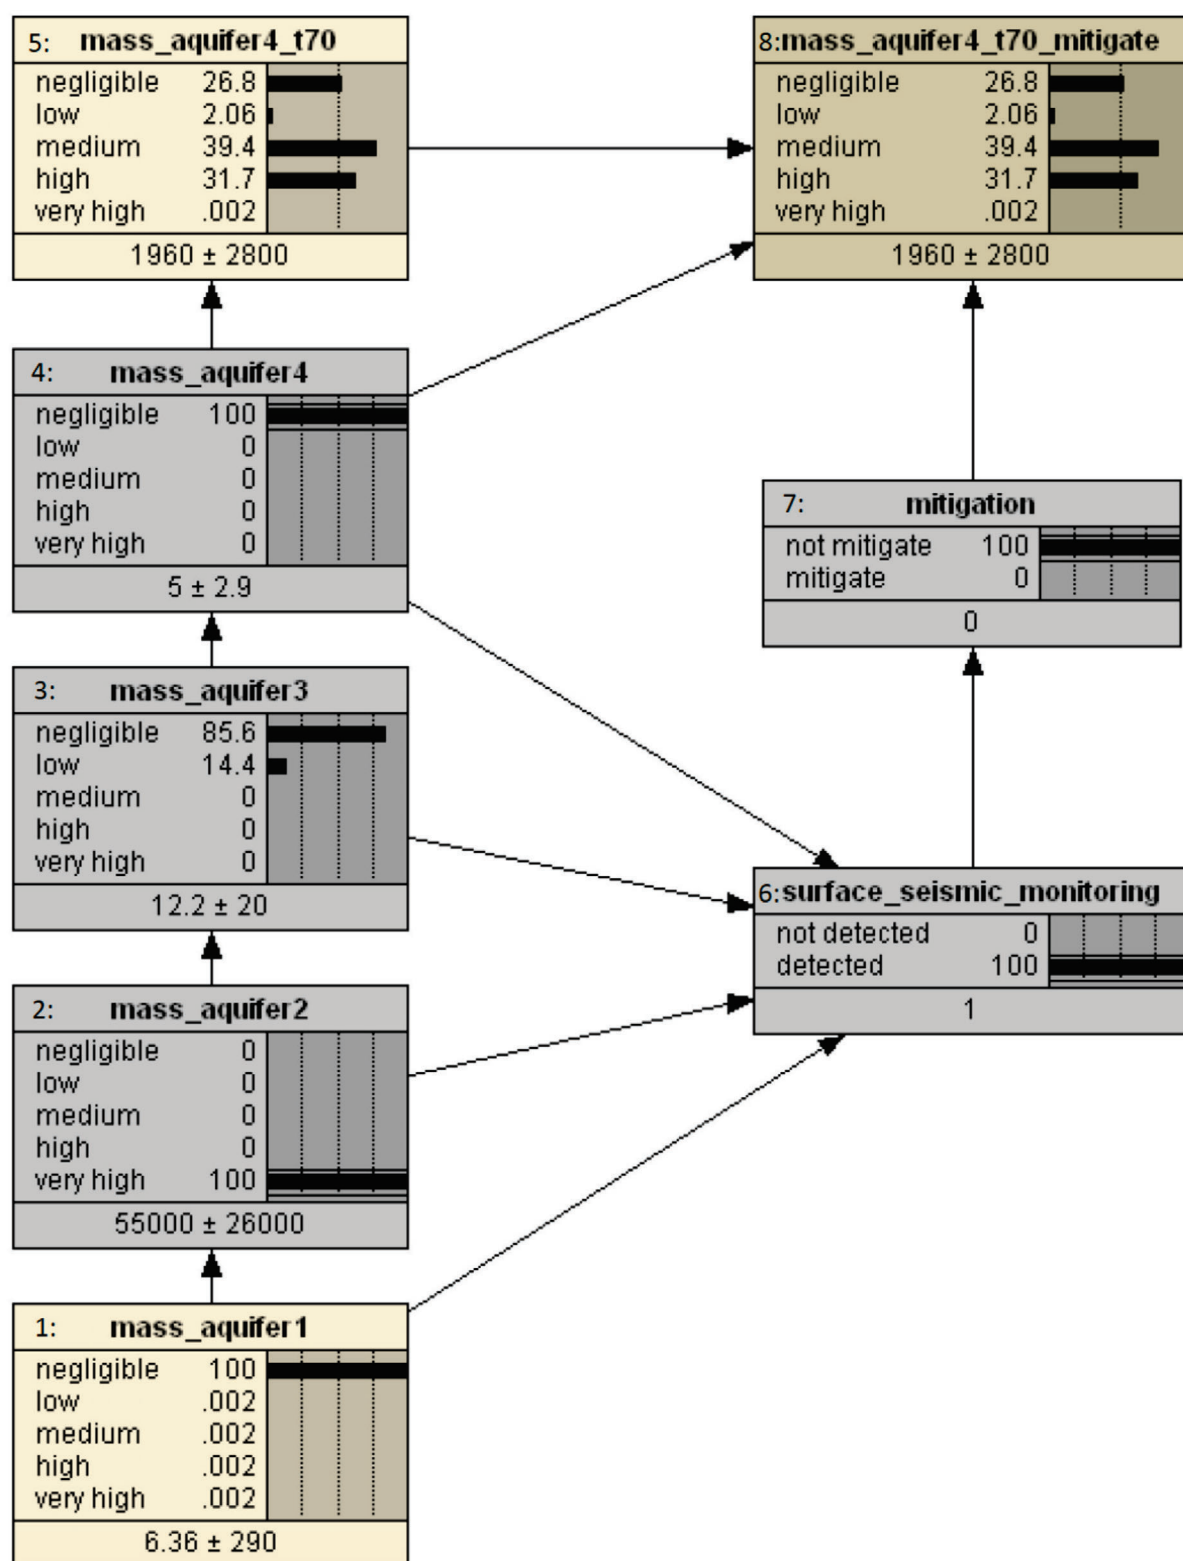 5: mass_aquifer4_t70
negligible 26.8
low 2.06
medium 39.4
high 31.7
very high .002
1960 ± 2800
8:mass_aquifer4_t70_mitigate
negligible 26.8
low 2.06
medium 39.4
high 31.7
very high .002
1960 ± 2800
4: mass_aquifer4
negligible 100
low 0
medium 0
high 0
very high 0
5 ± 2.9
7: mitigation
not mitigate 100
mitigate 0
0
3: mass_aquifer3
negligible 85.6
low 14.4
medium 0
high 0
very high 0
12.2 ± 20
6:surface_seismic_monitoring
not detected 0
detected 100
1
2: mass_aquifer2
negligible 0
low 0
medium 0
high 0
very high 100
55000 ± 26000
1: mass_aquifer1
negligible 100
low .002
medium .002
high .002
very high .002
6.36 ± 290